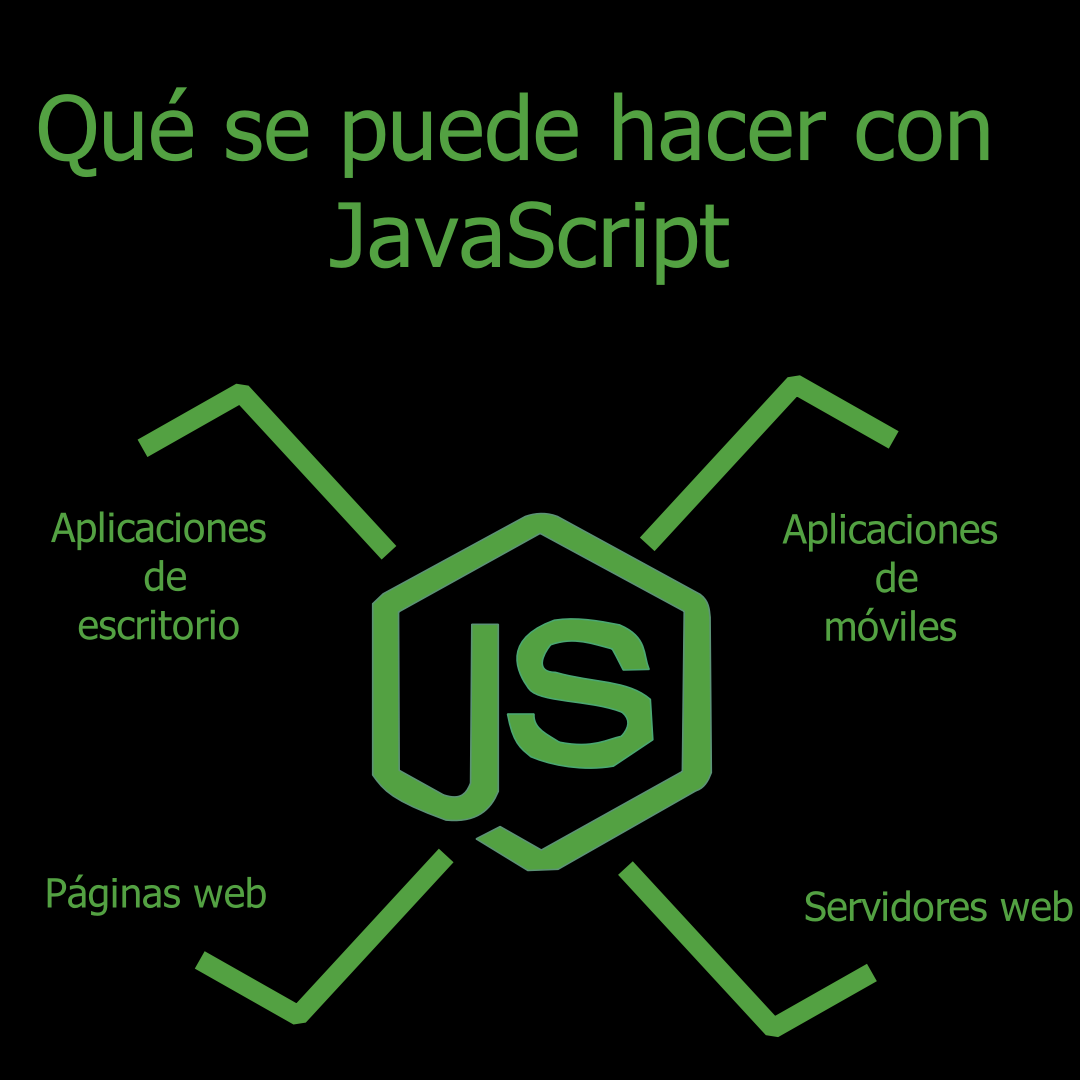 Qué se puede hacer con
JavaScript
Aplicaciones
de
escritorio
Aplicaciones
de
móviles
JS
Páginas web
Servidores web